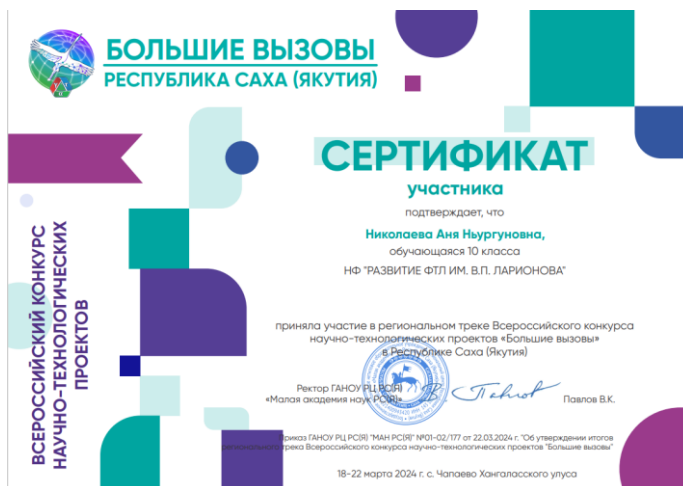 БОЛЬШИЕ ВЫЗОВЫ
РЕСПУБЛИКА САХА (ЯКУТИЯ)
ВСЕРОССИЙСКИЙ КОНКУРС
НАУЧНО-ТЕХНОЛОГИЧЕСКИХ
ПРОЕКТОВ
СЕРТИФИКАТ
участника
подтверждает, что
Николаева Аня Ньургуновна,
обучающаяся 10 класса
НФ "РАЗВИТИЕ ФТЛ ИМ. В.П. ЛАРИОНОВА"
приняла участие в региональном треке Всероссийского конкурса
научно-технологических проектов «Большие вызовы»
в Республике Саха (Якутия)
Ректор ГАНОУ РЦ РС(Я)
«Малая академия наук РС(Я)»
Павлов В.К.
Приказ ГАНОУ РЦ РС(Я) "МАН РС(Я)" №01-02/177 от 22.03.2024 г. "Об утверждении итогов
регионального трека Всероссийского конкурса научно-технологических проектов "Большие вызовы"
18-22 марта 2024 г. с. Чапаево Хангаласского улуса